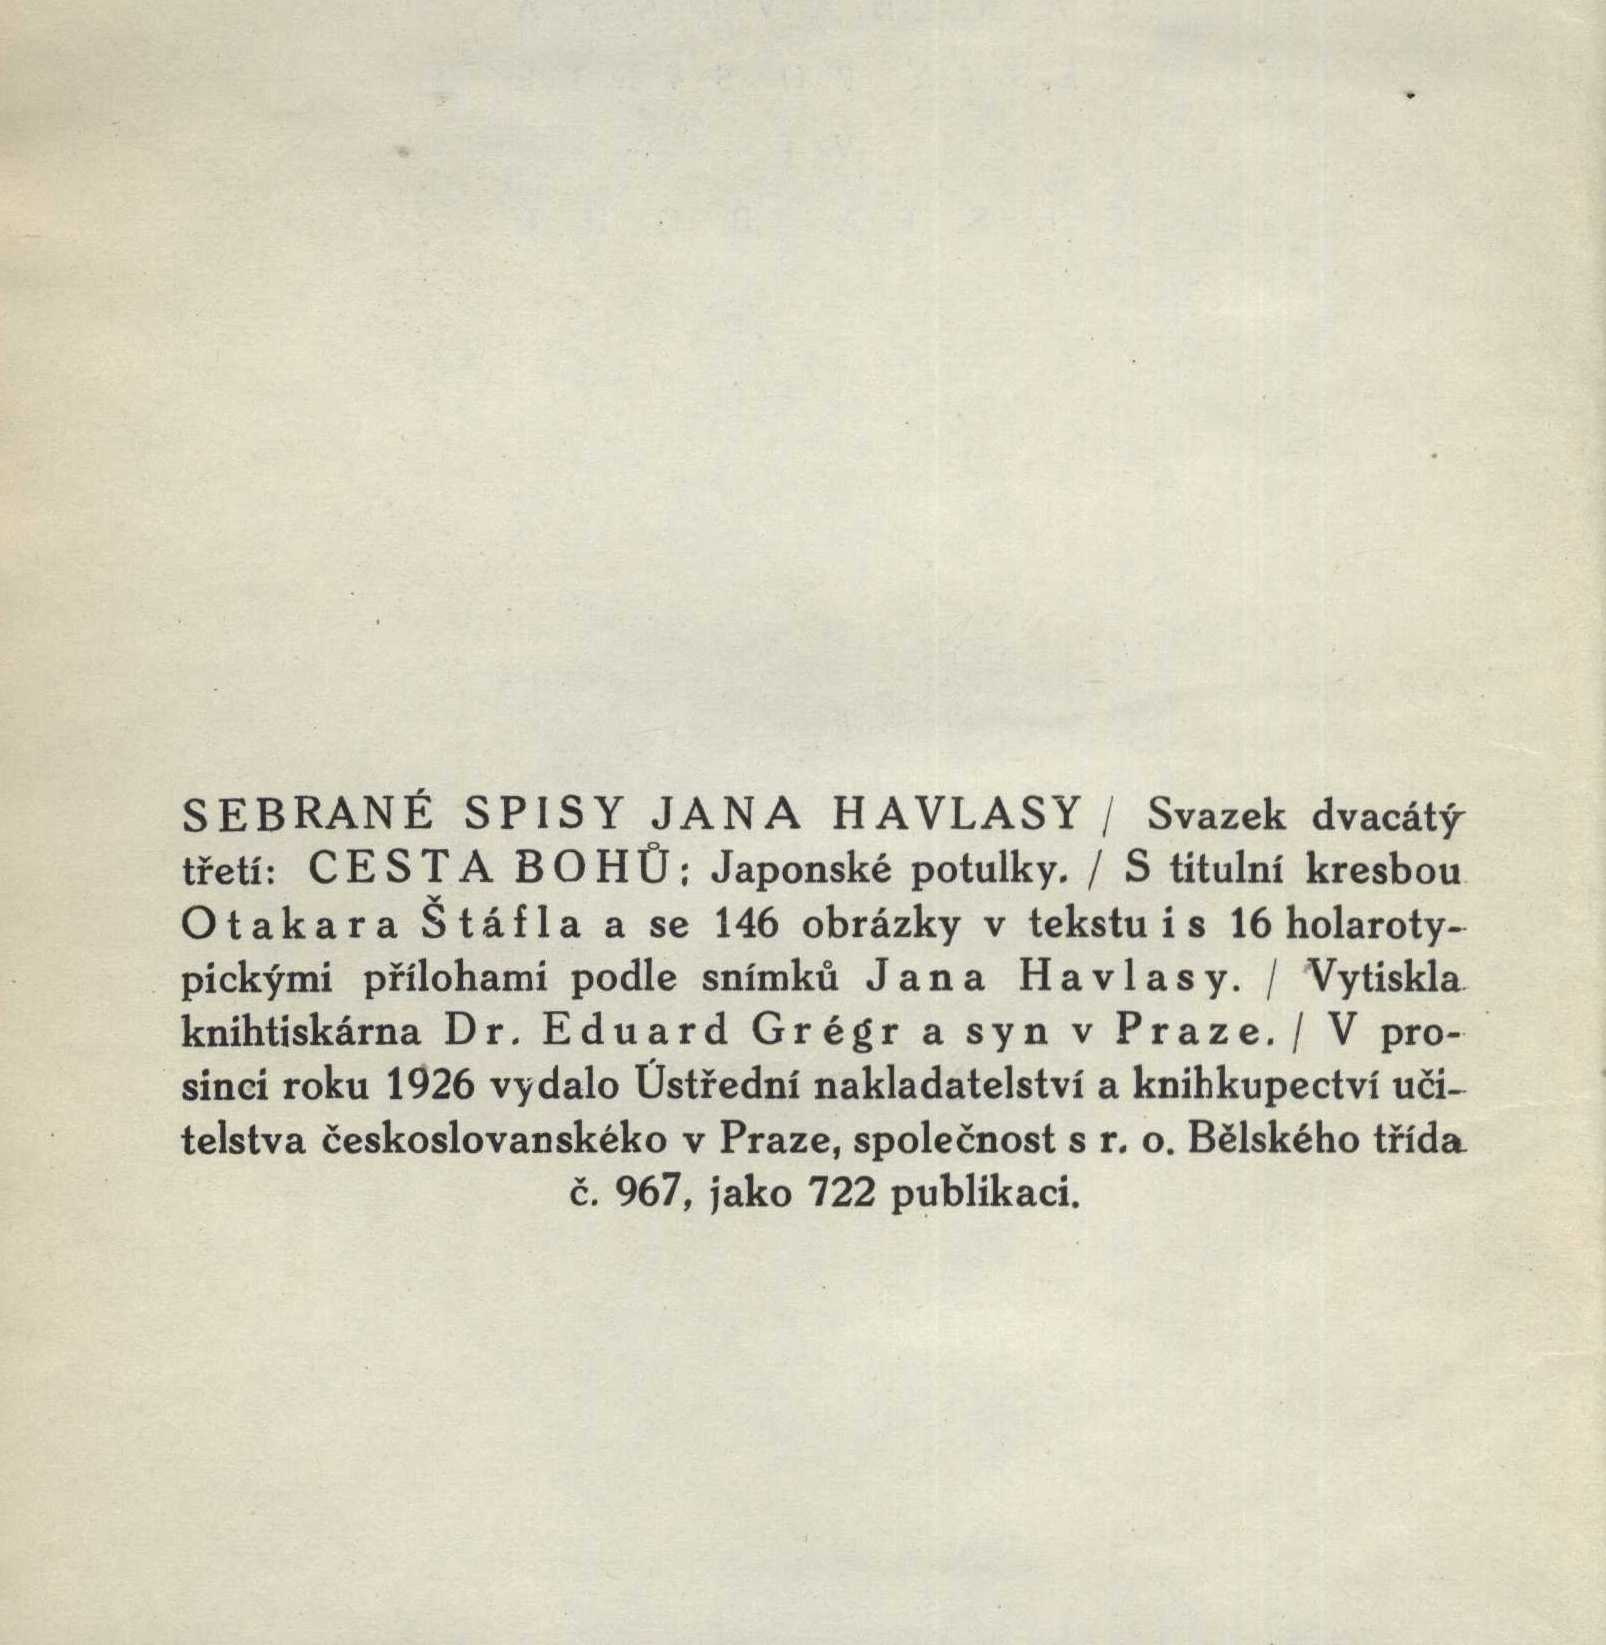 SEBRANÉ SPISY JANA HAVLASY / Svazek dvacátý
třetí: CESTA BOHŮ; Japonské potulky. / S titulní kresbou
Otakara Štáfla a se 146 obrázky v tekstu i s 16 holaroty-
pickými přílohami podle snímků Jana Havlasy. / Vytiskla
knihtiskárna Dr. Eduard Grégr a syn v Praze. / V pro-
sinci roku 1926 vydalo Ústřední nakladatelství a knihkupectví uči-
telstva československéko v Praze, společnost s r. o. Bělského třída
č. 967, jako 722 publikaci.